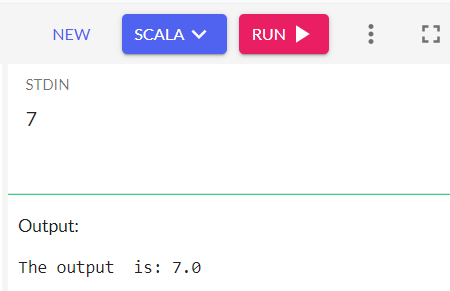 NEW SCALA RUN
STDIN
7
Output:
The output  is: 7.0